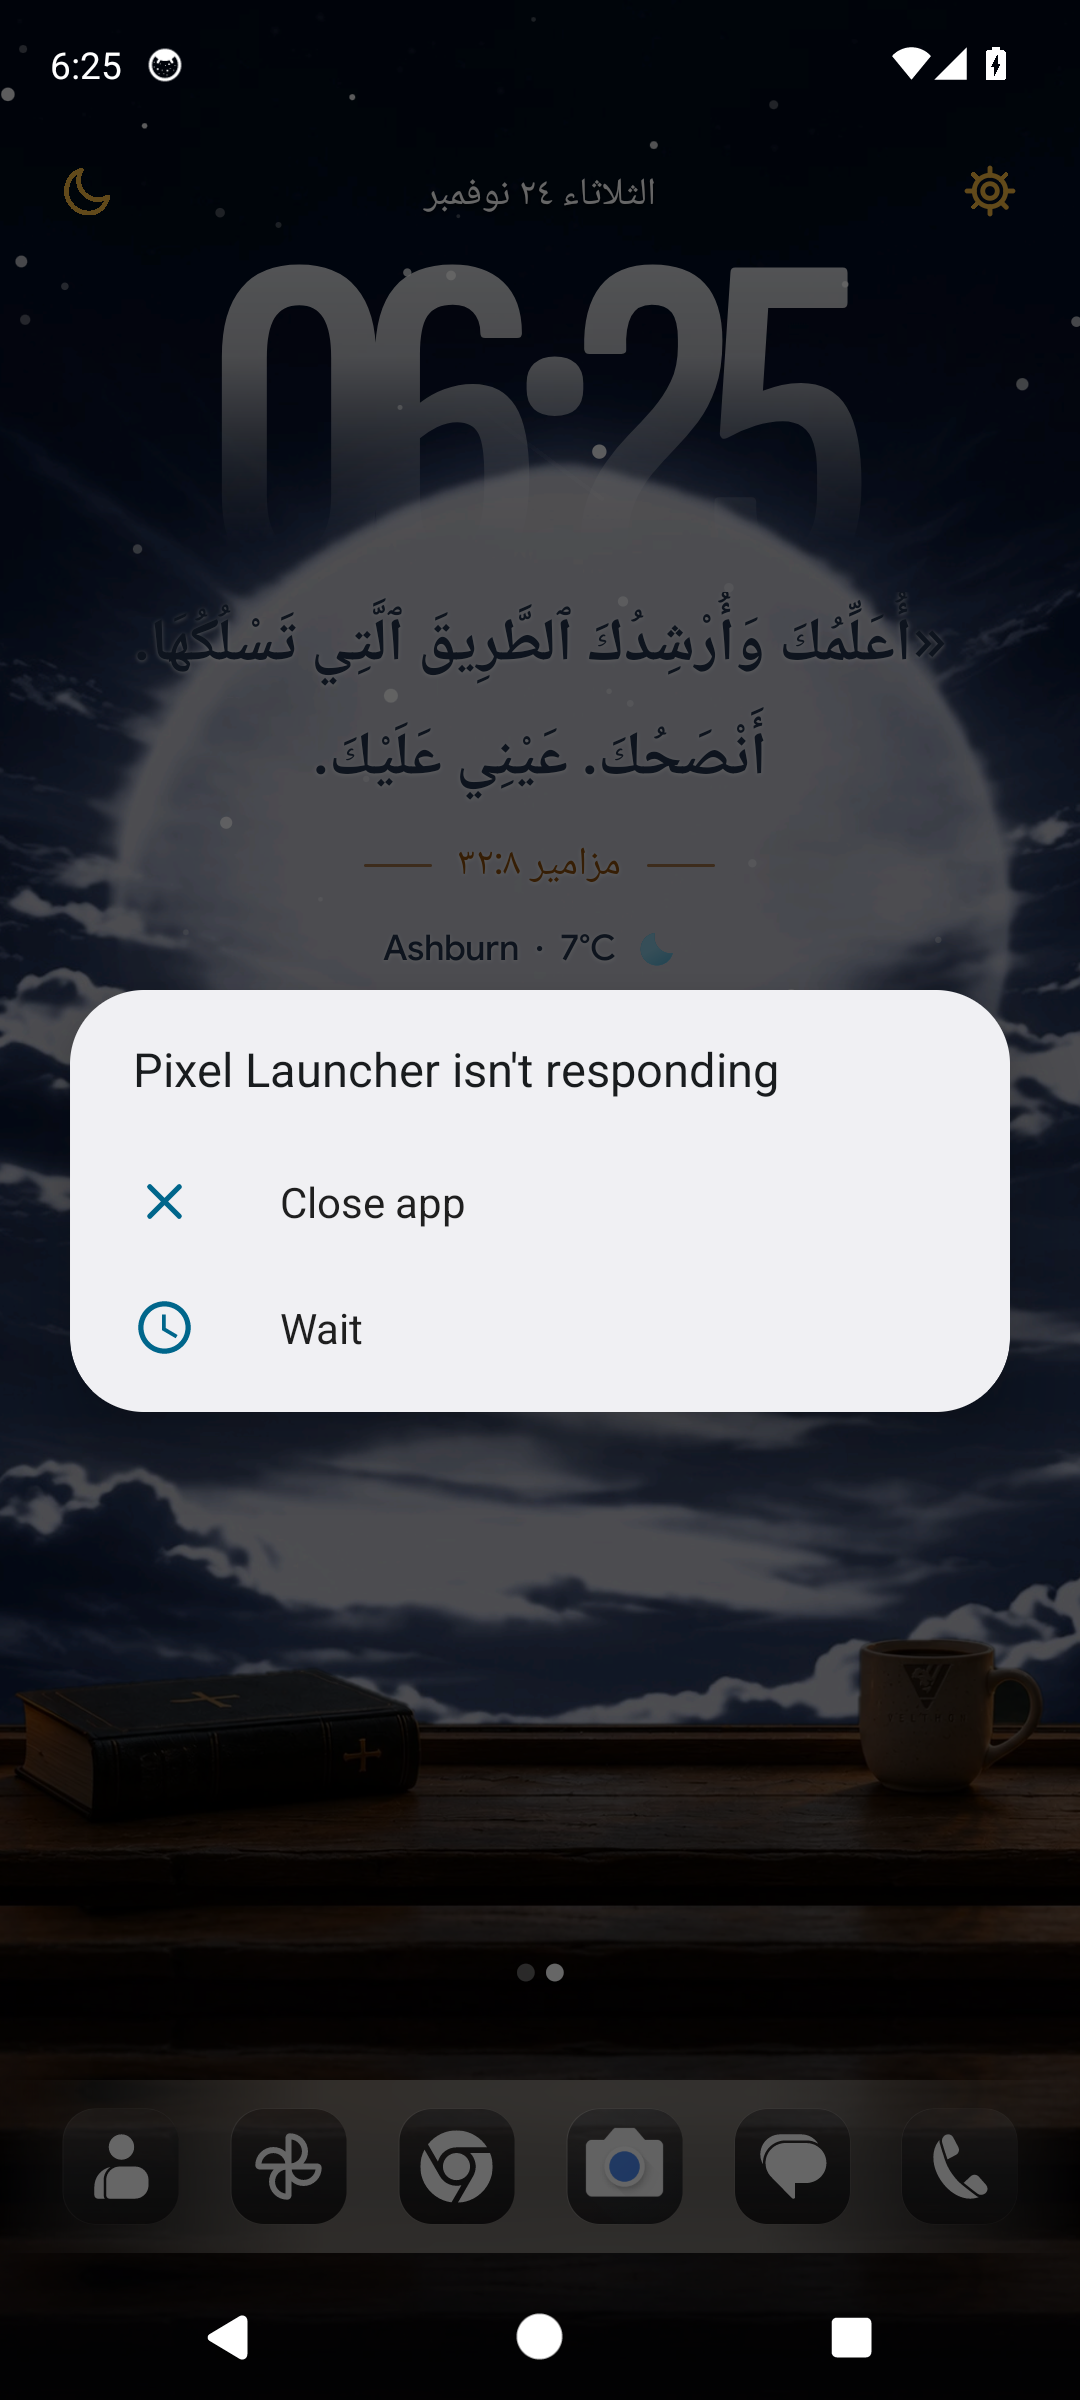 6:25
الثلاثاء ٢٤ نوفمبر
06:25
«أُعَلِّمُكَ وَأُرْشِدُكَ ٱلطَّرِيقَ ٱلَّتِي تَسْلُكُهَا.
أَنْصَحُكَ. عَيْنِي عَلَيْكَ.
مزامير ٣٢:٨
Ashburn · 7°C
Pixel Launcher isn't responding
Close app
Wait